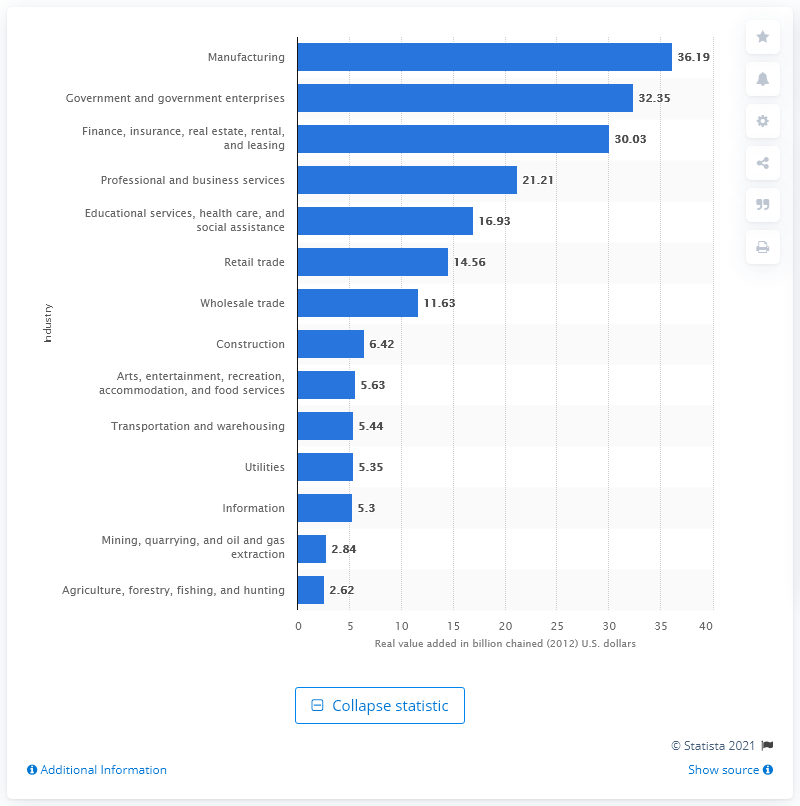 Manufacturing
36.19
Government and government enterprises
32.35
Finance, insurance, real estate, rental,
and leasing
30.03
Professional and business services
21.21
Educational services, health care, and
social assistance
16.93
Retail trade
14.56
Wholesale trade
11.63
Industry
Construction
6.42
Arts, entertainment, recreation,
accommodation, and food services
5.63
Transportation and warehousing
5.44
Utilities
5.35
Information
5.3
Mining, quarrying, and oil and gas
extraction
2.84
Agriculture, forestry, fishing, and hunting
2.62
0 5 10 15 20 25 30 35 40
Real value added in billion chained (2012) U.S. dollars
Collapse statistic
© Statista 2021
Additional Information
Show source